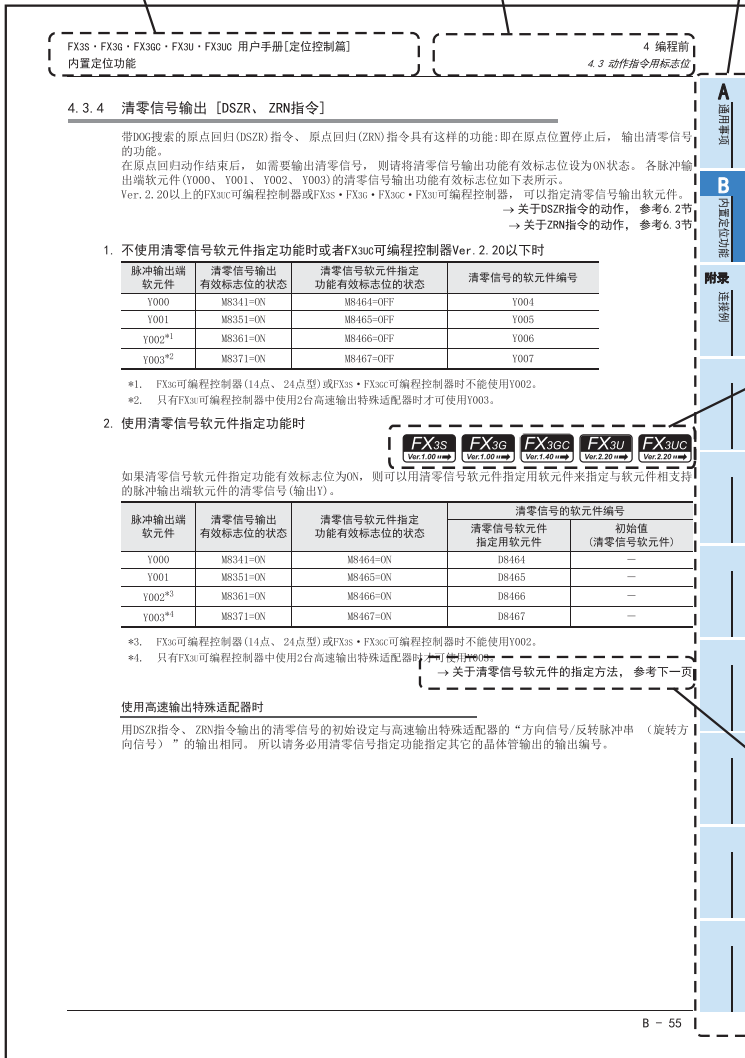 FX3S・FX3G・FX3GC・FX3U・FX3UC 用户手册[定位控制篇]
内置定位功能
4 编程前
4.3 动作指令用标志位
4.3.4 清零信号输出 [DSZR、 ZRN指令]
带DOG搜索的原点回归(DSZR)指令、 原点回归(ZRN)指令具有这样的功能:即在原点位置停止后， 输出清零信号
的功能。
在原点回归动作结束后， 如需要输出清零信号， 则请将清零信号输出功能有效标志位设为ON状态。 各脉冲输
出端软元件(Y000、 Y001、 Y002、 Y003)的清零信号输出功能有效标志位如下表所示。
Ver.2.20以上的FX3UC可编程控制器或FX3S・FX3G・FX3GC・FX3U可编程控制器， 可以指定清零信号输出软元件。
→ 关于DSZR指令的动作， 参考6.2节
→ 关于ZRN指令的动作， 参考6.3节
1. 不使用清零信号软元件指定功能时或者FX3UC可编程控制器Ver.2.20以下时
脉冲输出端 清零信号输出 清零信号软元件指定 清零信号的软元件编号
软元件 有效标志位的状态 功能有效标志位的状态
Y000 M8341=ON M8464=OFF Y004
Y001 M8351=ON M8465=OFF Y005
Y002*1 M8361=ON M8466=OFF Y006
Y003*2 M8371=ON M8467=OFF Y007
*1. FX3G可编程控制器(14点、 24点型)或FX3S・FX3GC可编程控制器时不能使用Y002。
*2. 只有FX3U可编程控制器中使用2台高速输出特殊适配器时才可使用Y003。
2. 使用清零信号软元件指定功能时
FX3S FX3G FX3GC FX3U FX3UC
Ver.1.00 Ver.1.00 Ver.1.40 Ver.2.20 Ver.2.20
如果清零信号软元件指定功能有效标志位为ON， 则可以用清零信号软元件指定用软元件来指定与软元件相支持
的脉冲输出端软元件的清零信号(输出Y)。
脉冲输出端 清零信号输出 清零信号软元件指定 清零信号的软元件编号
软元件 有效标志位的状态 功能有效标志位的状态 清零信号软元件 初始值
指定用软元件 (清零信号软元件)
Y000 M8341=ON M8464=ON D8464 －
Y001 M8351=ON M8465=ON D8465 －
Y002*3 M8361=ON M8466=ON D8466 －
Y003*4 M8371=ON M8467=ON D8467 －
*3. FX3G可编程控制器(14点、 24点型)或FX3S・FX3GC可编程控制器时不能使用Y002。
*4. 只有FX3U可编程控制器中使用2台高速输出特殊适配器时才可使用Y003。
→ 关于清零信号软元件的指定方法， 参考下一页
使用高速输出特殊适配器时
用DSZR指令、 ZRN指令输出的清零信号的初始设定与高速输出特殊适配器的“方向信号/反转脉冲串 （旋转方
向信号） ”的输出相同。 所以请务必用清零信号指定功能指定其它的晶体管输出的输出编号。
A
通用事项
B
内置定位功能
附录
连接例
B - 55